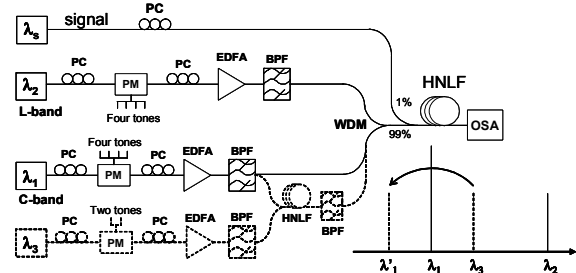 λs signal PC
λ2 PC PM PC EDFA BPF
L-band Four tones
WDM 1% 99% HNLF OSA
Four tones
λ1 PC PM PC EDFA BPF
C-band
HNLF BPF
Two tones
λ3 PC PM PC EDFA BPF
λ'1 λ1 λ3 λ2